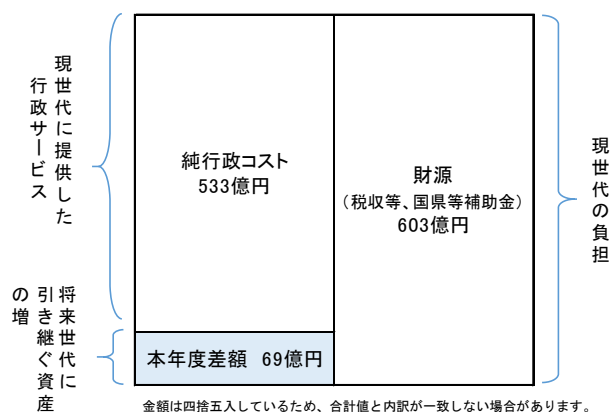 現世代に提供した
行政サービス
純行政コスト
533億円
財源
（税収等、国県等補助金）
603億円
現世代の負担
将来世代に
引き継ぐ資産
の増
本年度差額 69億円
金額は四捨五入しているため、合計値と内訳が一致しない場合があります。